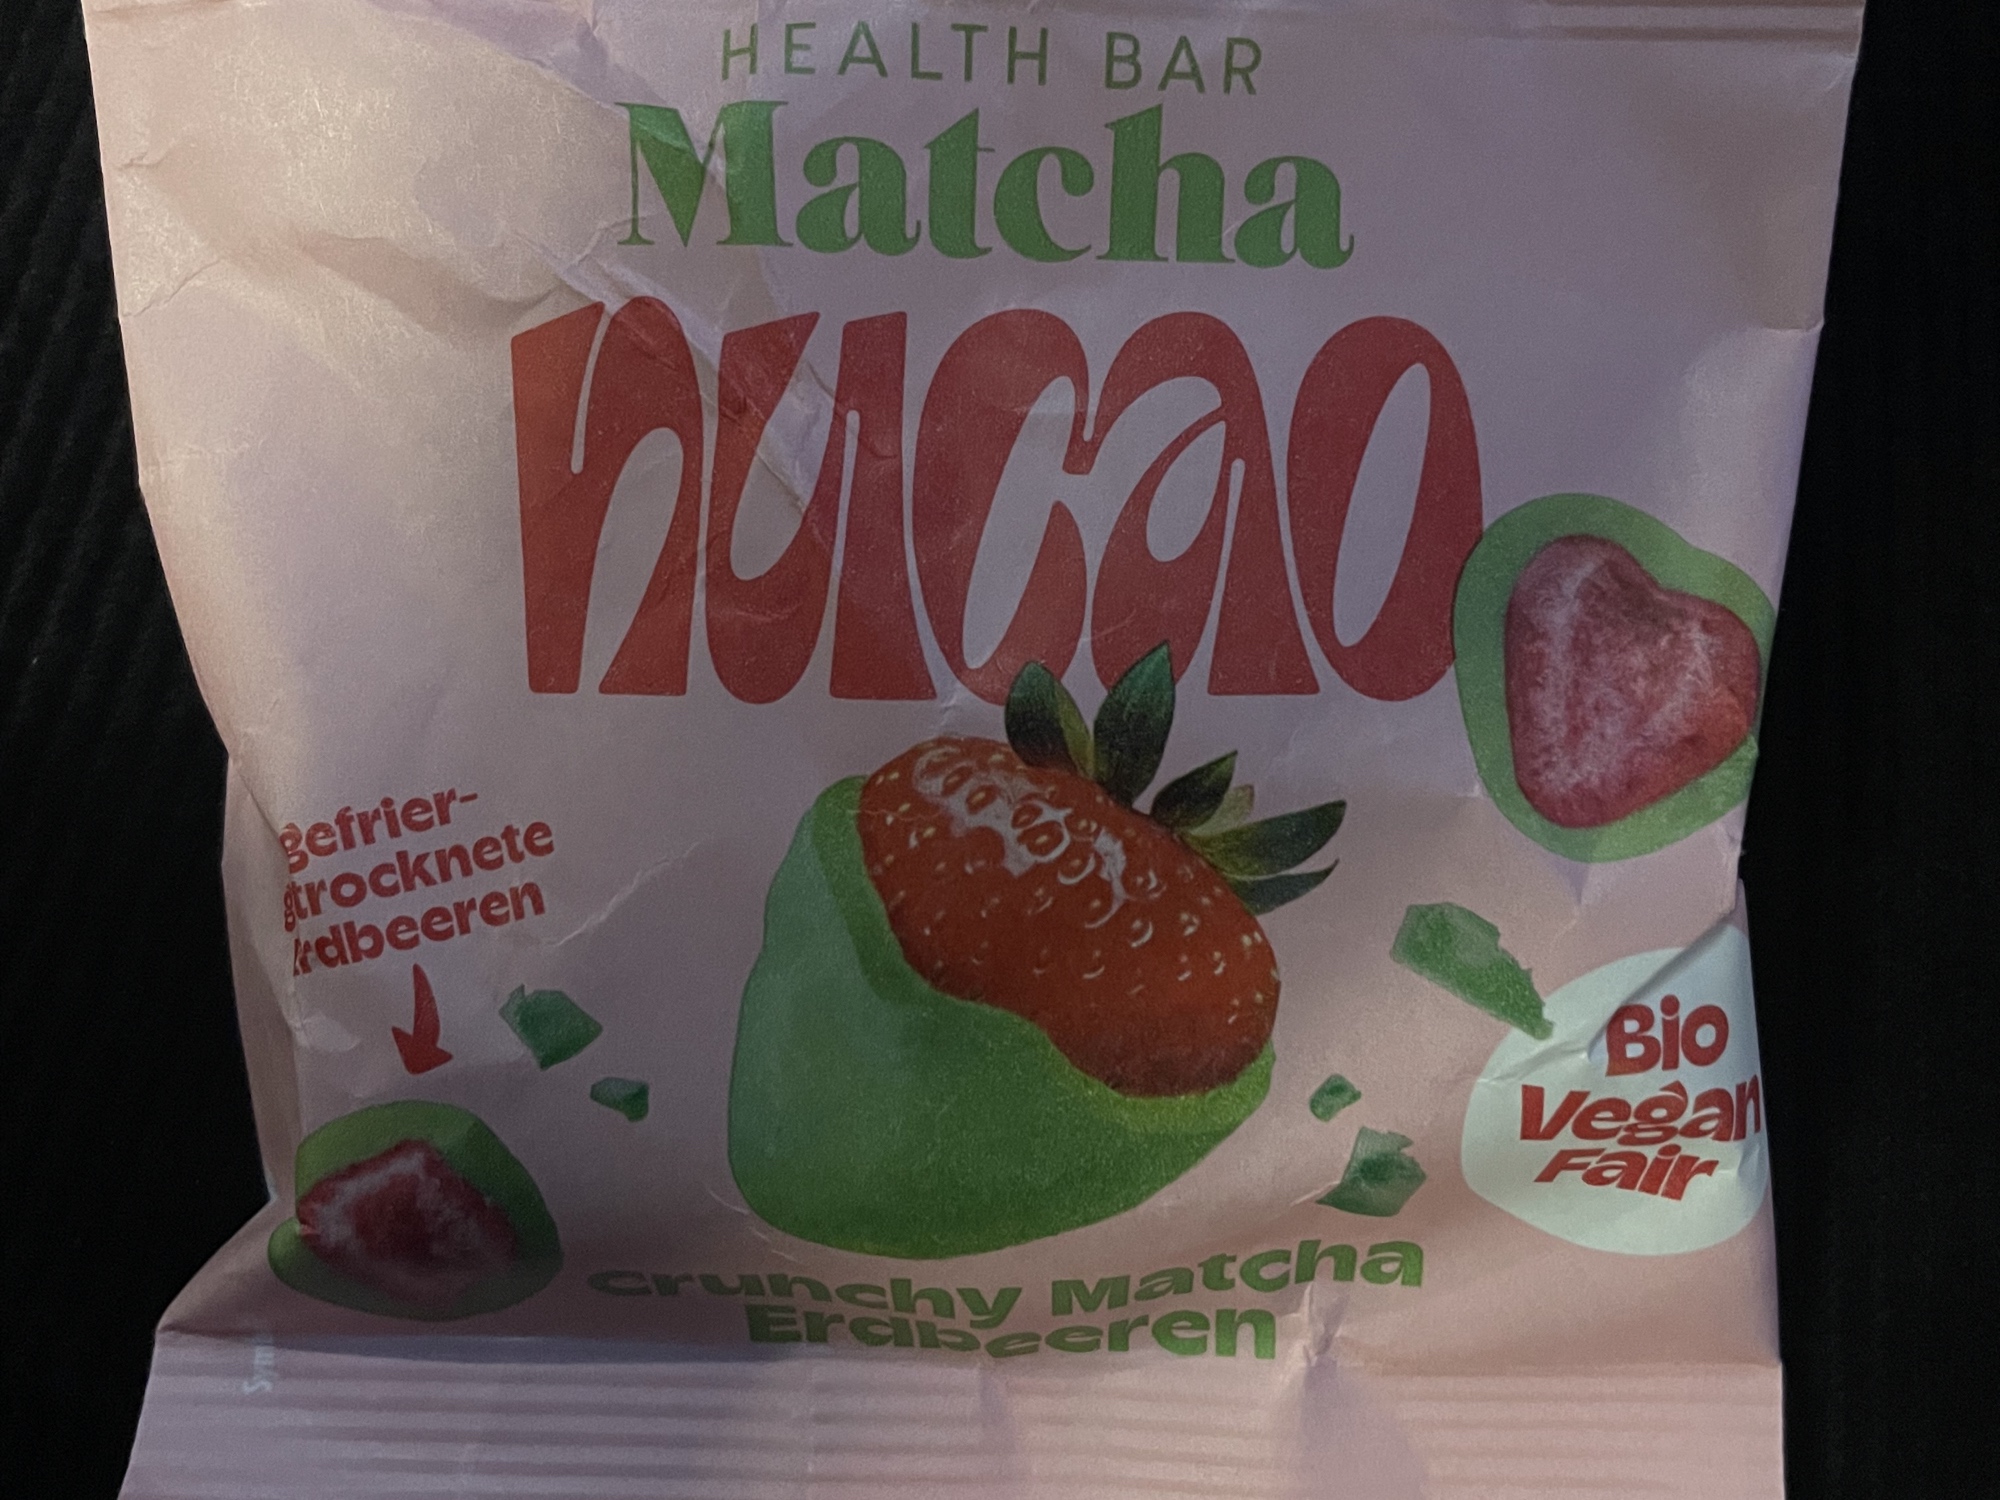 HEALTH BAR
Matcha
nucao
gefrier-
getrocknete
Erdbeeren
Bio
Vegan
Fair
Crunchy Matcha
Erdbeeren